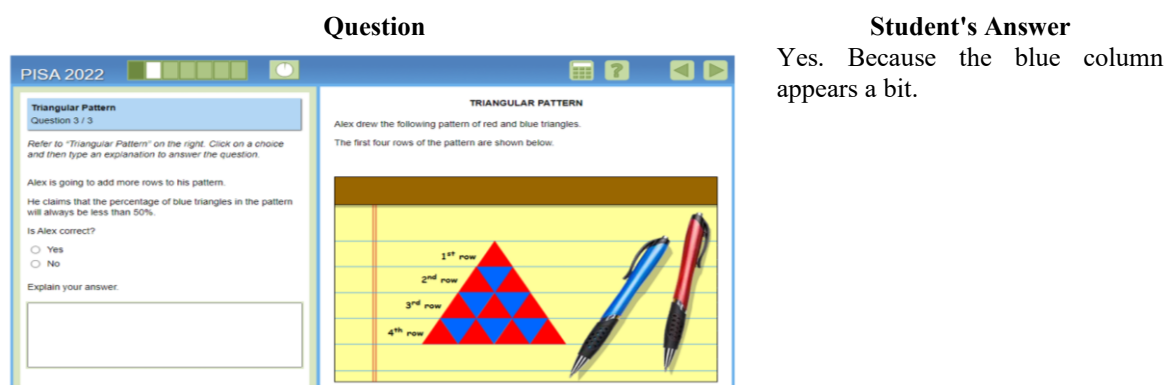 Question
Student's Answer
Yes. Because the blue column
appears a bit.
PISA 2022
?
Triangular Pattern
Question 3 / 3
Refer to "Triangular Pattern" on the right. Click on a choice
and then type an explanation to answer the question.
Alex is going to add more rows to his pattern.
He claims that the percentage of blue triangles in the pattern
will always be less than 50%.
Is Alex correct?
Yes
No
Explain your answer.
TRIANGULAR PATTERN
Alex drew the following pattern of red and blue triangles.
The first four rows of the pattern are shown below.
1st row
2nd row
3rd row
4th row